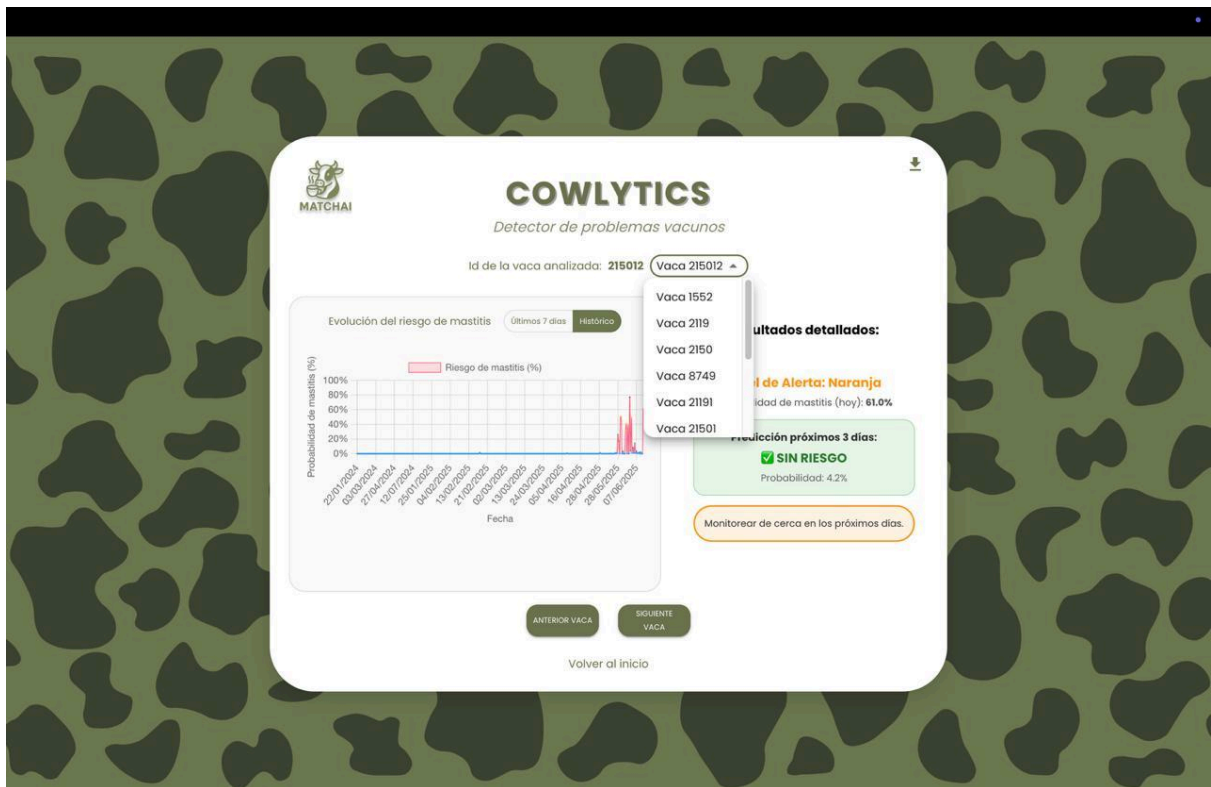 MATCHAI
COWLYTICS
Detector de problemas vacunos
Id de la vaca analizada: 215012
Vaca 215012
Vaca 1552
Vaca 2119
Vaca 2150
Vaca 8749
Vaca 21191
Vaca 21501
Evolución del riesgo de mastitis
Últimos 7 días
Histórico
Riesgo de mastitis (%)
Probabilidad de mastitis (%)
100%
80%
60%
40%
20%
0%
22/01/2024
03/03/2024
27/04/2024
12/07/2024
25/01/2025
04/02/2025
13/02/2025
21/02/2025
02/03/2025
13/03/2025
24/03/2025
05/04/2025
16/04/2025
28/04/2025
28/05/2025
07/06/2025
Fecha
ultados detallados:
l de Alerta: Naranja
idad de mastitis (hoy): 61.0%
Predicción próximos 3 días:
SIN RIESGO
Probabilidad: 4.2%
Monitorear de cerca en los próximos días.
ANTERIOR VACA
SIGUIENTE
VACA
Volver al inicio